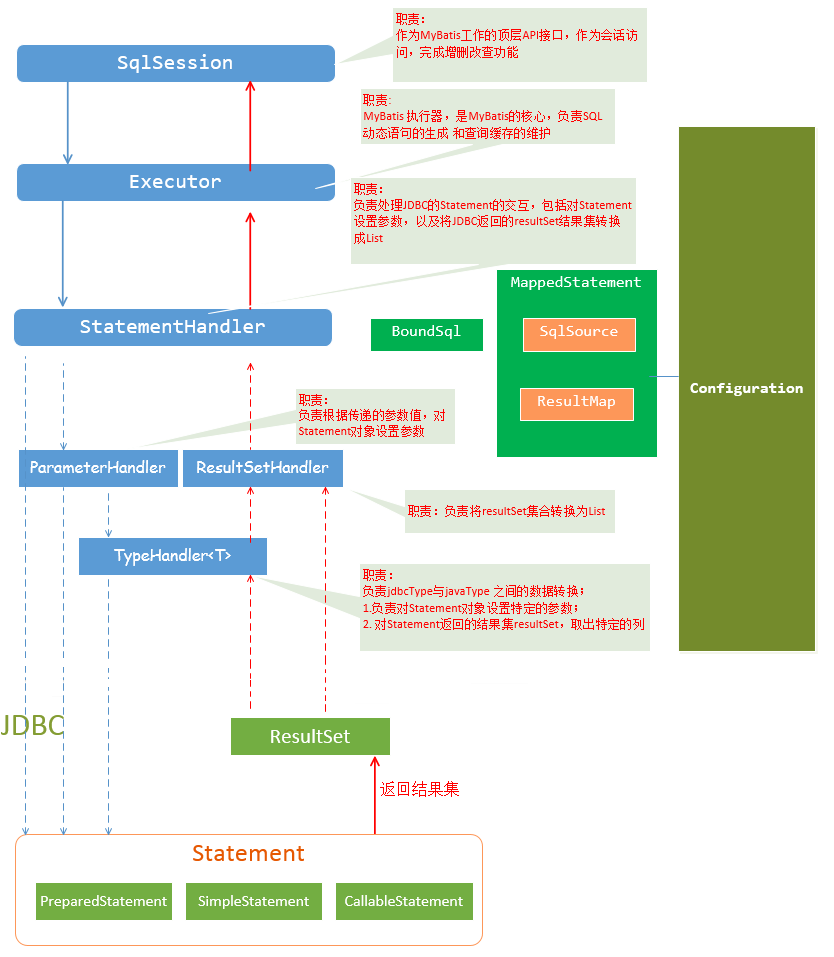 职责：
作为MyBatis工作的顶层API接口，作为会话访
问，完成增删改查功能
SqlSession
职责:
MyBatis 执行器，是MyBatis的核心，负责SQL
动态语句的生成 和查询缓存的维护
Executor
职责：
负责处理JDBC的Statement的交互，包括对Statement
设置参数，以及将JDBC返回的resultSet结果集转换
成List
MappedStatement
StatementHandler
BoundSql
SqlSource
Configuration
ResultMap
职责：
负责根据传递的参数值，对
Statement对象设置参数
ParameterHandler
ResultSetHandler
职责：负责将resultSet集合转换为List
TypeHandler<T>
职责：
负责jdbcType与javaType 之间的数据转换；
1.负责对Statement对象设置特定的参数；
2. 对Statement返回的结果集resultSet，取出特定的列
JDBC
ResultSet
返回结果集
Statement
PreparedStatement
SimpleStatement
CallableStatement